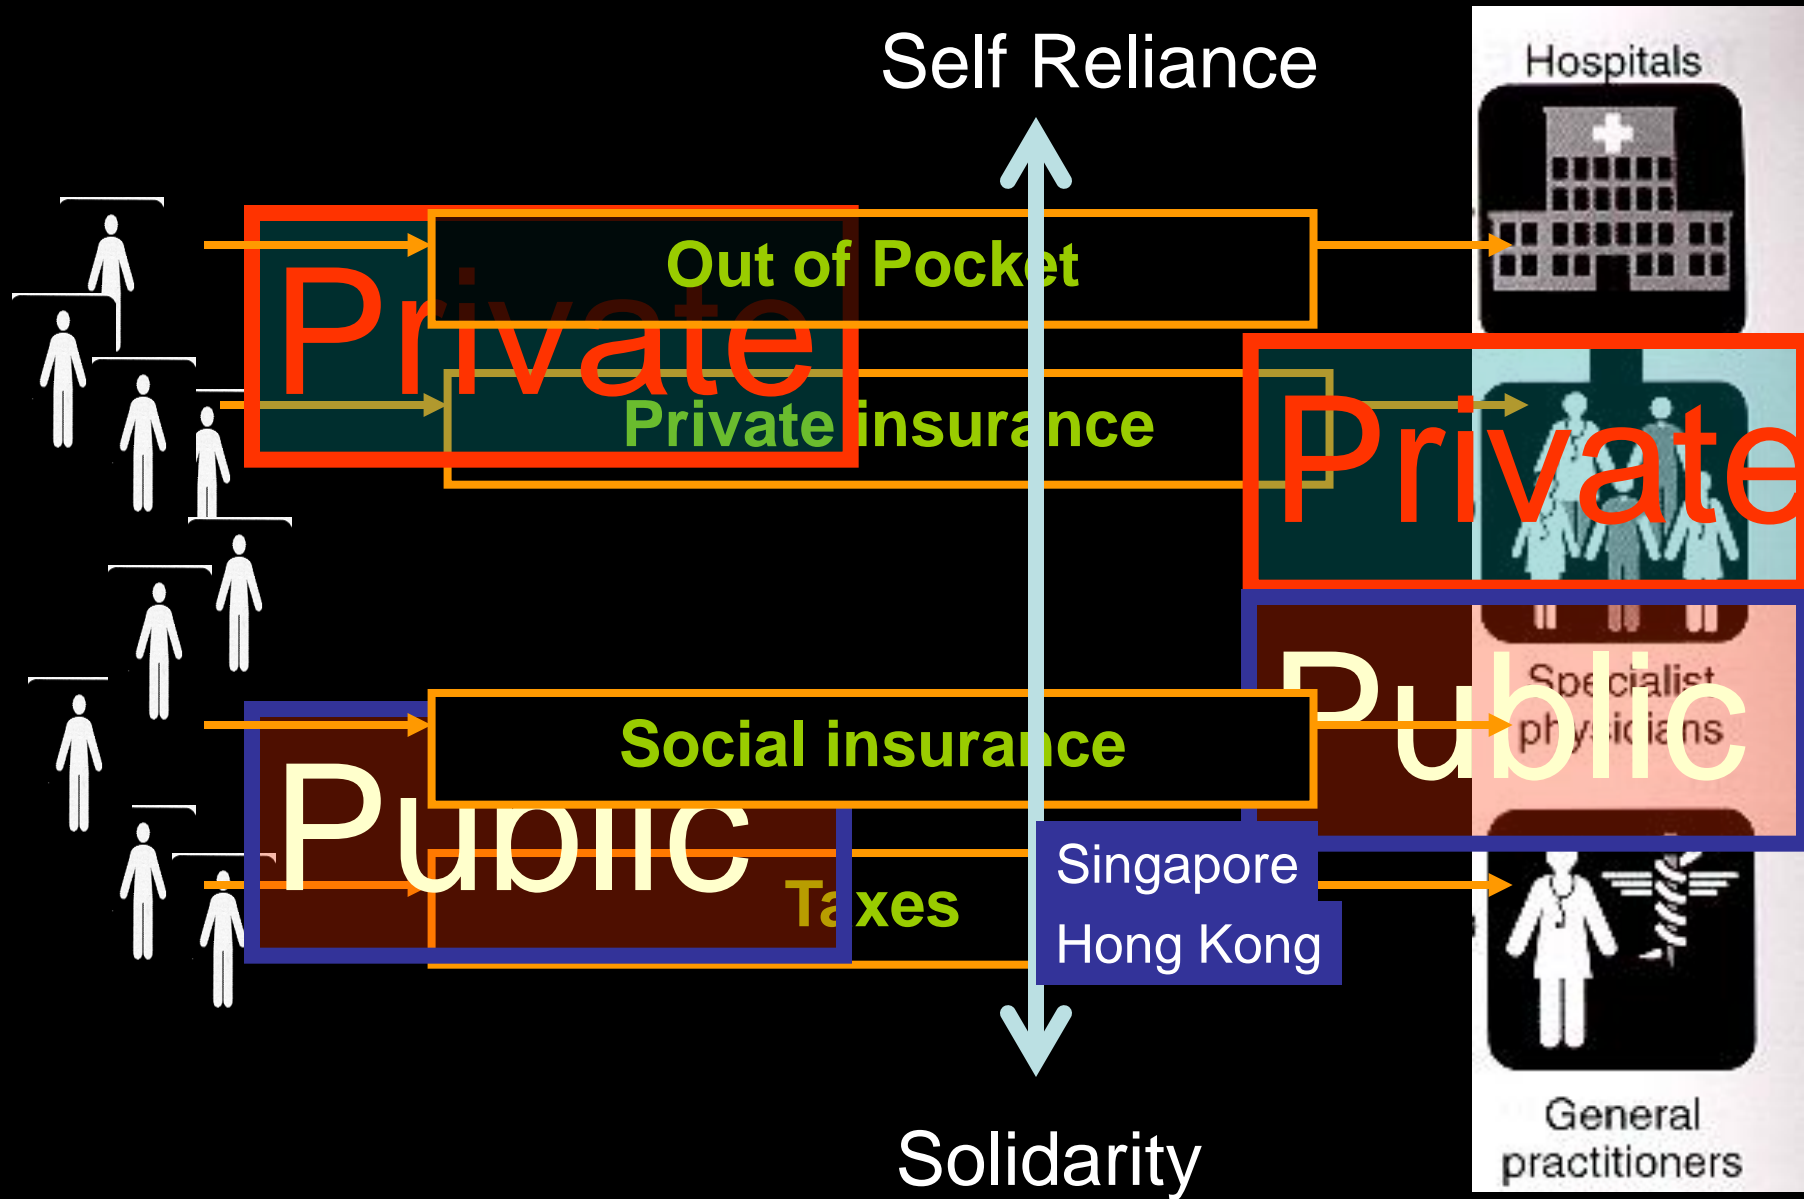 Self Reliance
Hospitals
Out of Pocket
Private
Private insurance
Private
Public
Specialist
physicians
Social insurance
Public
Taxes
Singapore
Hong Kong
General
practitioners
Solidarity